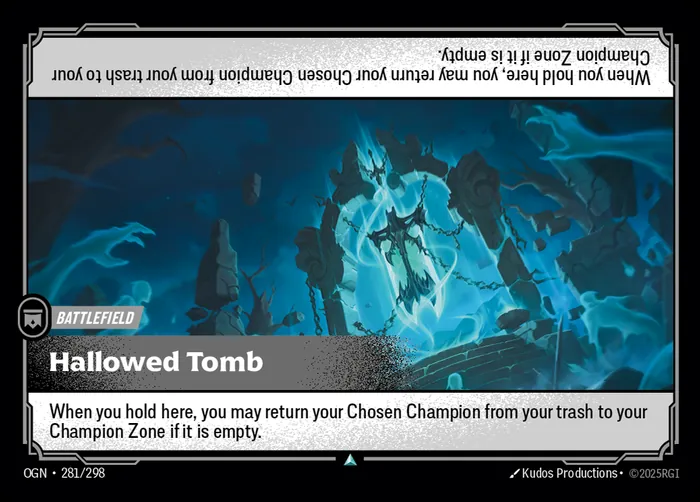 When you hold here, you may return your Chosen Champion from your trash to your
Champion Zone if it is empty.
BATTLEFIELD
Hallowed Tomb
When you hold here, you may return your Chosen Champion from your trash to your
Champion Zone if it is empty.
OGN • 281/298
Kudos Productions • ©2025RGI